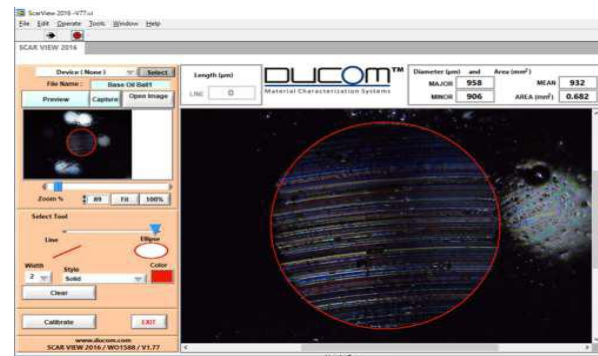 ScarView 2016 -V77.vi
File Edit Operate Tools Window Help
SCAR VIEW 2016
Device ( None ) Select
File Name : Base Oil Ball1
Preview Capture Open Image
Zoom % 89 Fit 100%
Select Tool
Line Ellipse
Width Style Color
2 Solid
Clear
Calibrate EXIT
www.ducom.com
SCAR VIEW 2016 / WO1588 / V1.77
Length (µm)
LINE 0
DUCOM™
Material Characterization Systems
Diameter (µm) and Area (mm²)
MAJOR 958 MEAN 932
MINOR 906 AREA (mm²) 0.682